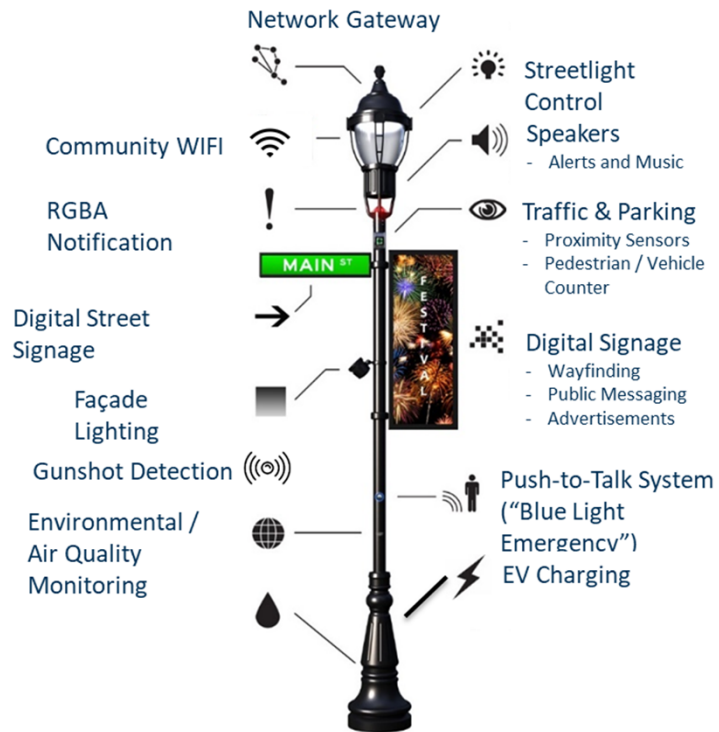 Network Gateway
Streetlight
Control
Speakers
- Alerts and Music
Community WIFI
RGBA
Notification
Traffic & Parking
- Proximity Sensors
- Pedestrian / Vehicle
Counter
MAIN ST
FESTIVAL
Digital Street
Signage
Digital Signage
- Wayfinding
- Public Messaging
- Advertisements
Façade
Lighting
Gunshot Detection
Push-to-Talk System
("Blue Light
Emergency")
Environmental /
Air Quality
Monitoring
EV Charging